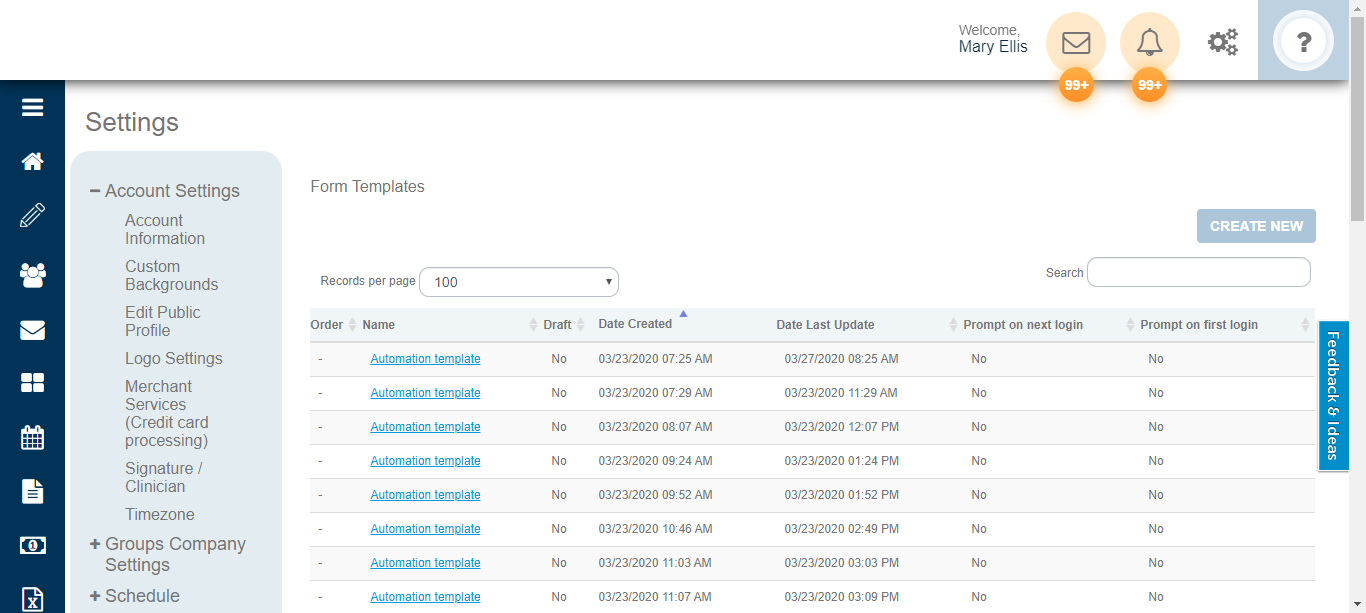 Welcome,
Mary Ellis
?
99+
99+
Settings
− Account Settings
Account
Information
Custom
Backgrounds
Edit Public
Profile
Logo Settings
Merchant
Services
(Credit card
processing)
Signature /
Clinician
Timezone
+ Groups Company
Settings
+ Schedule
Form Templates
CREATE NEW
Records per page 100
Search
Order Name Draft Date Created Date Last Update Prompt on next login Prompt on first login
- Automation template No 03/23/2020 07:25 AM 03/27/2020 08:25 AM No No
- Automation template No 03/23/2020 07:29 AM 03/23/2020 11:29 AM No No
- Automation template No 03/23/2020 08:07 AM 03/23/2020 12:07 PM No No
- Automation template No 03/23/2020 09:24 AM 03/23/2020 01:24 PM No No
- Automation template No 03/23/2020 09:52 AM 03/23/2020 01:52 PM No No
- Automation template No 03/23/2020 10:46 AM 03/23/2020 02:49 PM No No
- Automation template No 03/23/2020 11:03 AM 03/23/2020 03:03 PM No No
- Automation template No 03/23/2020 11:07 AM 03/23/2020 03:09 PM No No
Feedback & Ideas